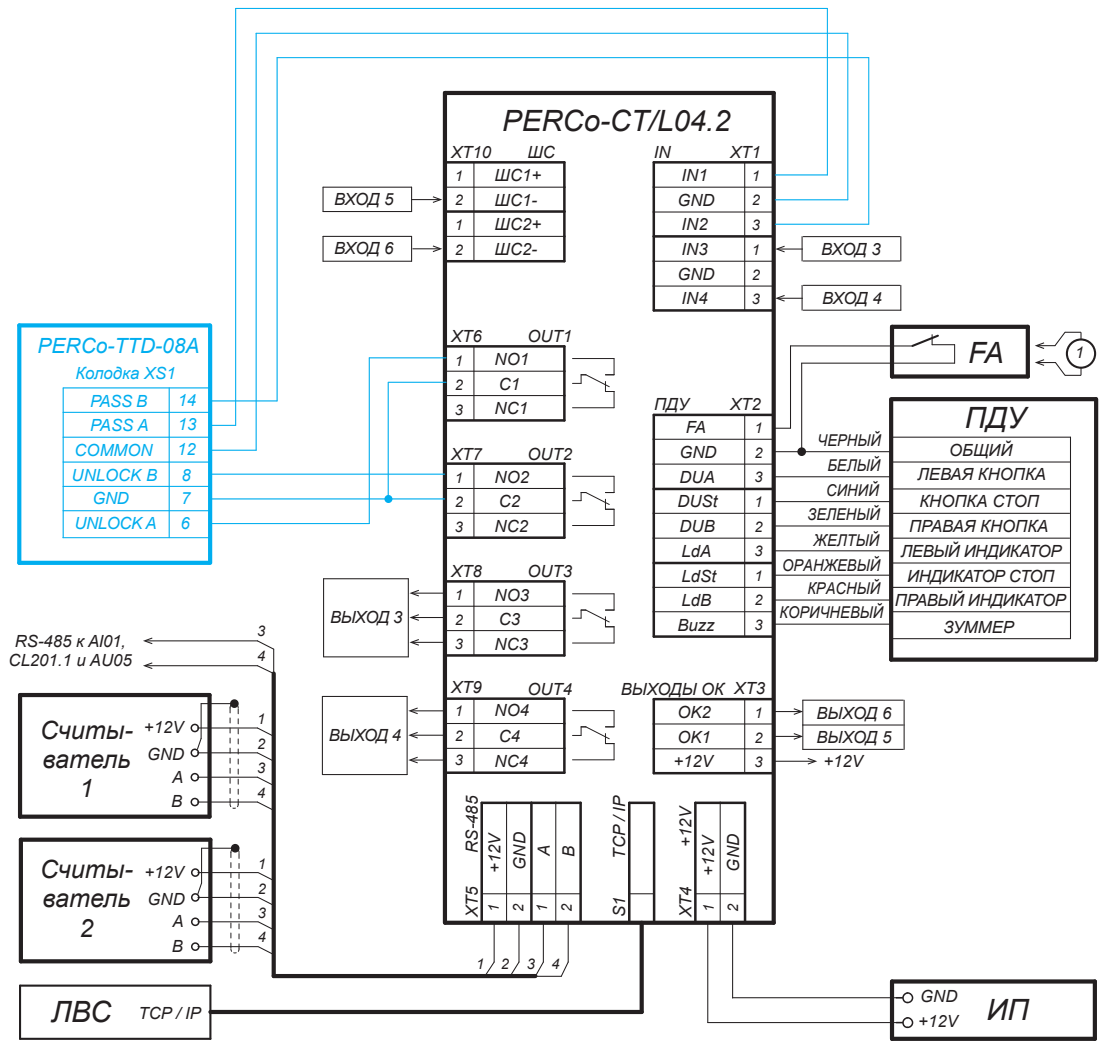 PERCo-CT/L04.2
XT10 ШС
1 ШС1+
2 ШС1-
1 ШС2+
2 ШС2-
ВХОД 5
ВХОД 6
IN XT1
IN1 1
GND 2
IN2 3
IN3 1
GND 2
IN4 3
ВХОД 3
ВХОД 4
PERCo-TTD-08A
Колодка XS1
PASS B 14
PASS A 13
COMMON 12
UNLOCK B 8
GND 7
UNLOCK A 6
XT6 OUT1
1 NO1
2 C1
3 NC1
XT7 OUT2
1 NO2
2 C2
3 NC2
XT8 OUT3
1 NO3
2 C3
3 NC3
ВЫХОД 3
XT9 OUT4
1 NO4
2 C4
3 NC4
ВЫХОД 4
FA
1
ПДУ XT2
FA 1
GND 2
DUA 3
DUSt 1
DUB 2
LdA 3
LdSt 1
LdB 2
Buzz 3
ЧЕРНЫЙ
БЕЛЫЙ
СИНИЙ
ЗЕЛЕНЫЙ
ЖЕЛТЫЙ
ОРАНЖЕВЫЙ
КРАСНЫЙ
КОРИЧНЕВЫЙ
ПДУ
ОБЩИЙ
ЛЕВАЯ КНОПКА
КНОПКА СТОП
ПРАВАЯ КНОПКА
ЛЕВЫЙ ИНДИКАТОР
ИНДИКАТОР СТОП
ПРАВЫЙ ИНДИКАТОР
ЗУММЕР
ВЫХОДЫ ОК XT3
OK2 1
OK1 2
+12V 3
ВЫХОД 6
ВЫХОД 5
+12V
RS-485 к AI01,
CL201.1 и AU05
3
4
Считы-
ватель
1
+12V 1
GND 2
A 3
B 4
Считы-
ватель
2
+12V 1
GND 2
A 3
B 4
XT5 RS-485
1 +12V
2 GND
1 A
2 B
1 2 3 4
S1 TCP / IP
XT4 +12V
1 +12V
2 GND
ЛВС TCP / IP
GND
+12V
ИП